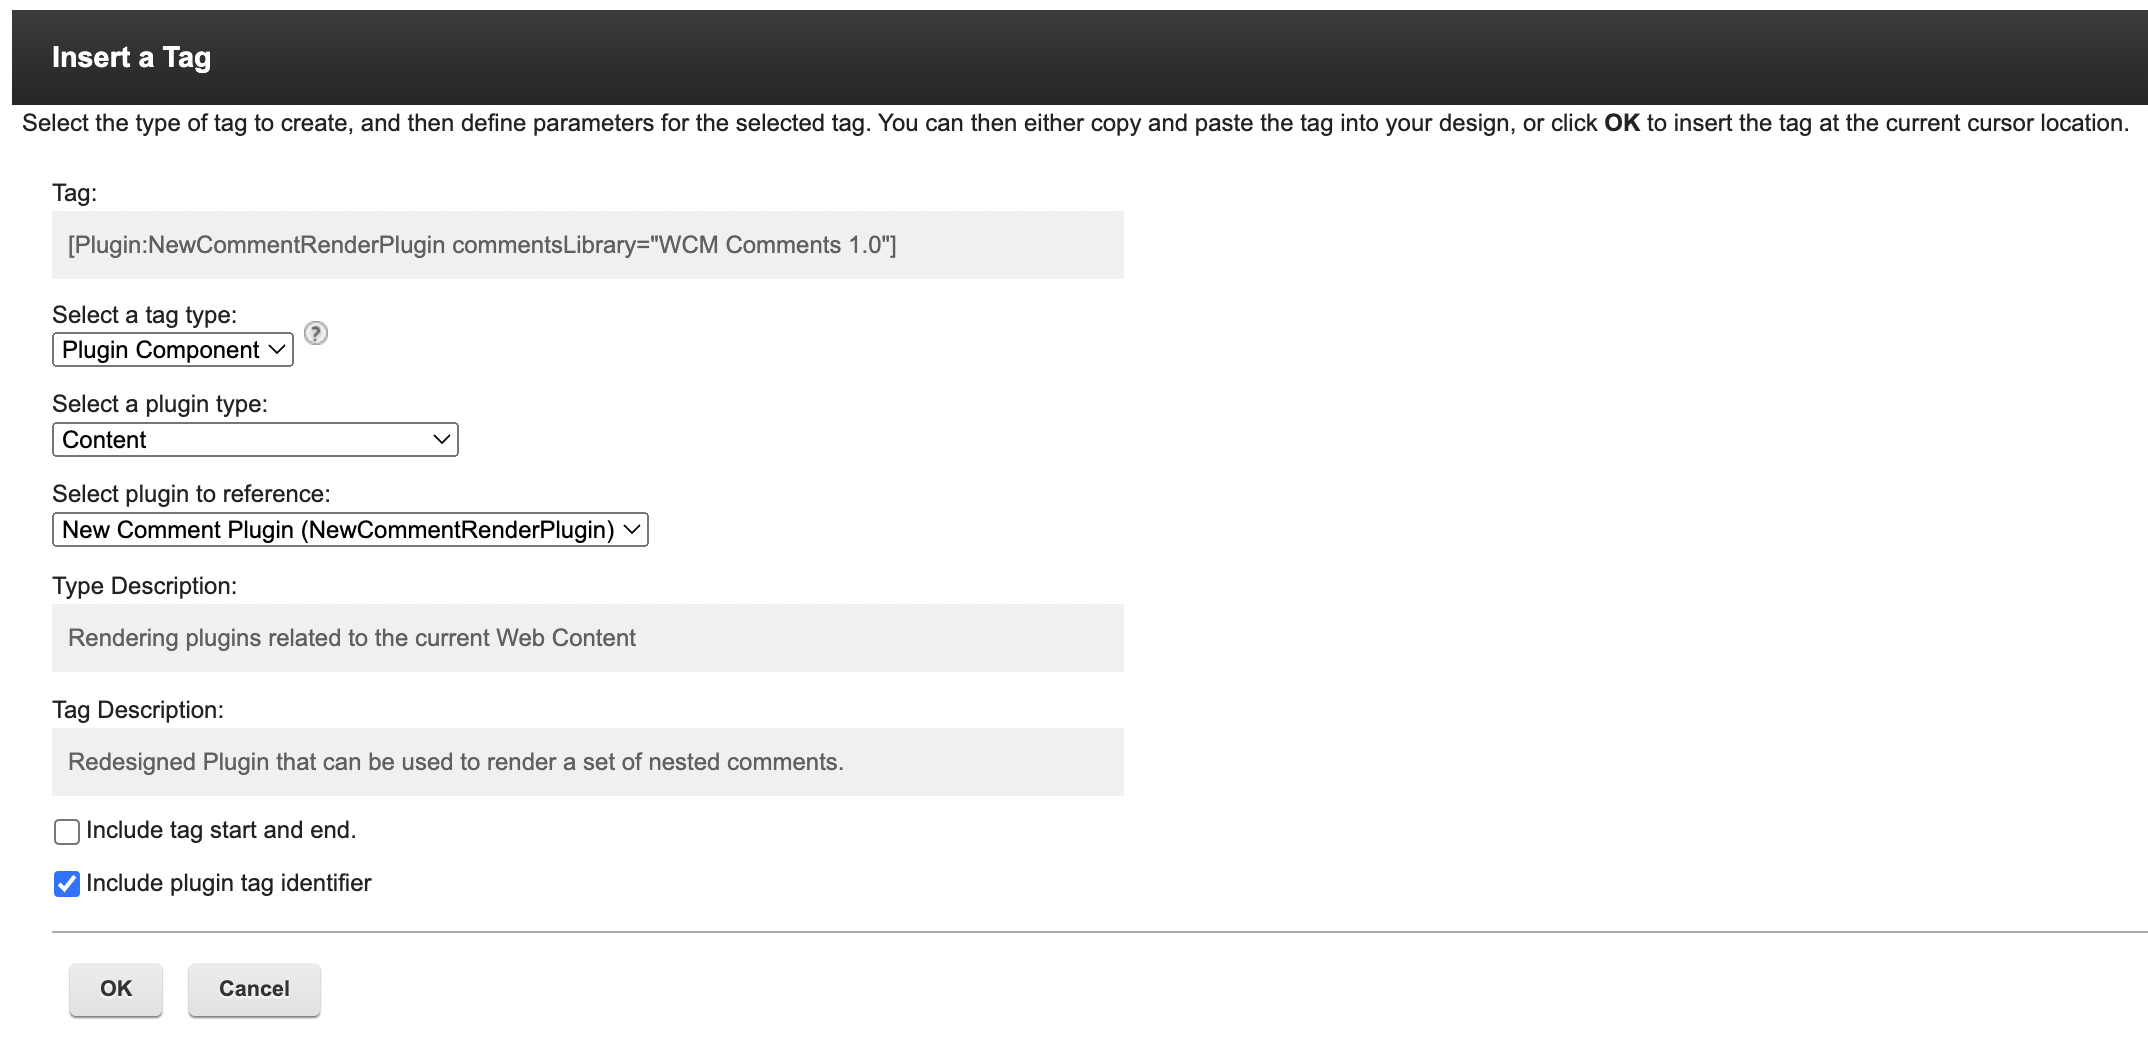 Insert a Tag
Select the type of tag to create, and then define parameters for the selected tag. You can then either copy and paste the tag into your design, or click OK to insert the tag at the current cursor location.
Tag:
[Plugin:NewCommentRenderPlugin commentsLibrary="WCM Comments 1.0"]
Select a tag type:
Plugin Component ?
Select a plugin type:
Content
Select plugin to reference:
New Comment Plugin (NewCommentRenderPlugin)
Type Description:
Rendering plugins related to the current Web Content
Tag Description:
Redesigned Plugin that can be used to render a set of nested comments.
Include tag start and end.
Include plugin tag identifier
OK Cancel